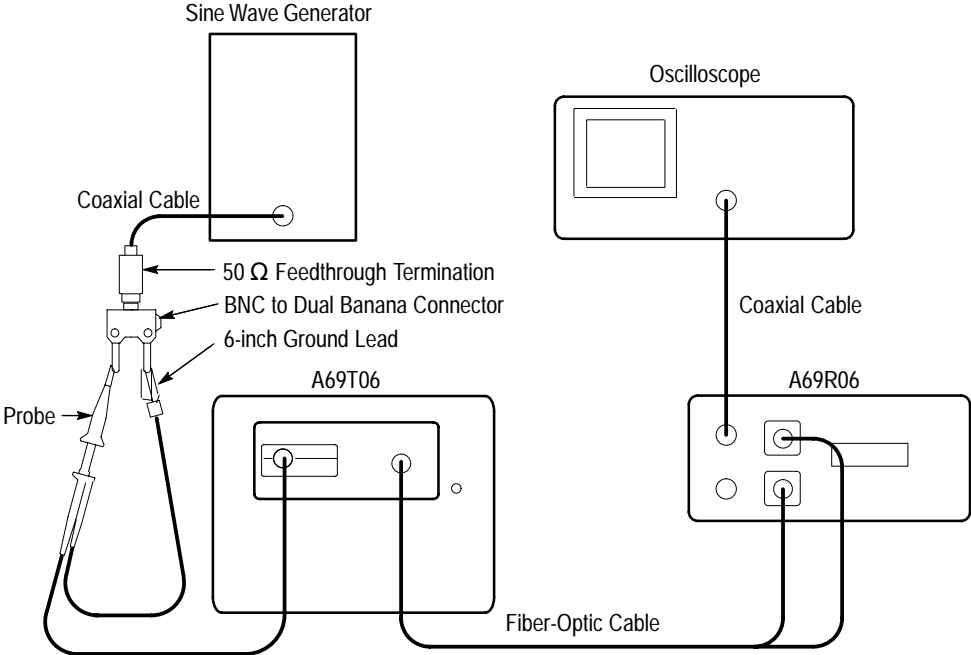 Sine Wave Generator
Oscilloscope
Coaxial Cable
50 Ω Feedthrough Termination
BNC to Dual Banana Connector
6-inch Ground Lead
Coaxial Cable
A69T06
A69R06
Probe
Fiber-Optic Cable